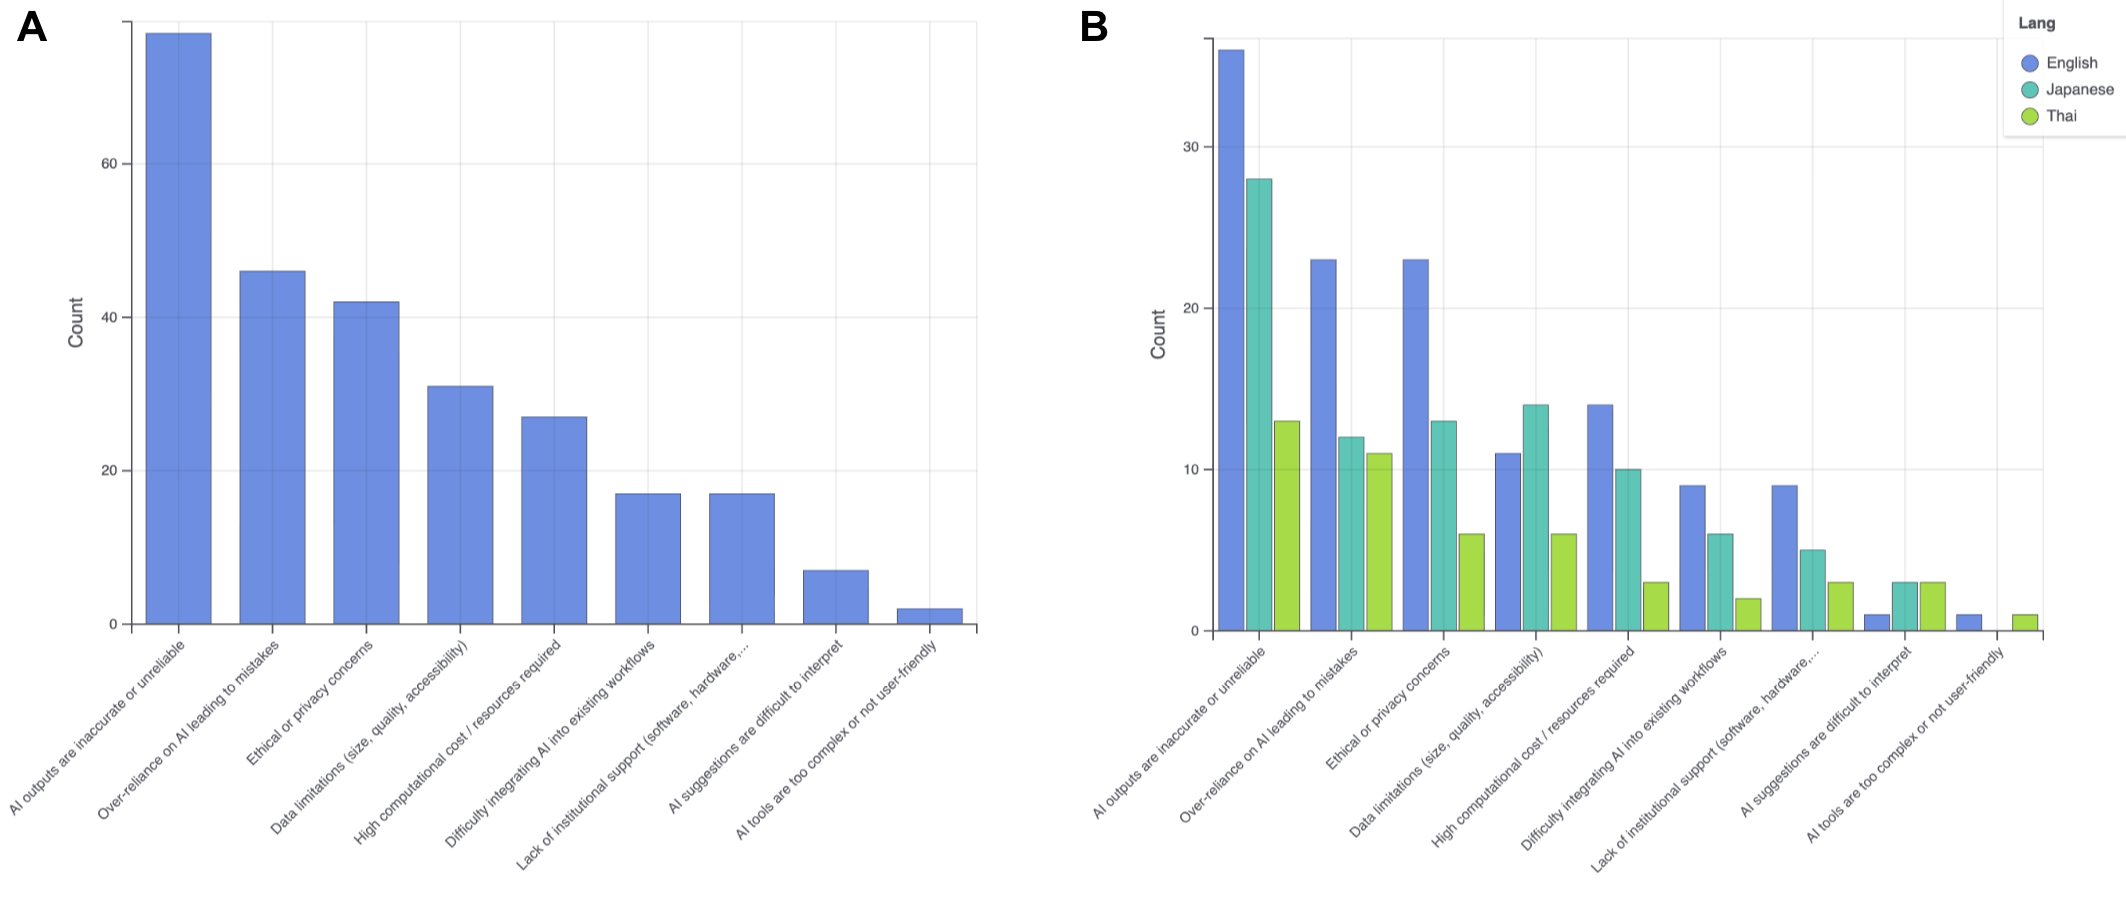 A
Count
60
40
20
0
AI outputs are inaccurate or unreliable
Over-reliance on AI leading to mistakes
Ethical or privacy concerns
Data limitations (size, quality, accessibility)
High computational cost / resources required
Difficulty integrating AI into existing workflows
Lack of institutional support (software, hardware,...
AI suggestions are difficult to interpret
AI tools are too complex or not user-friendly
B
Lang
English
Japanese
Thai
Count
30
20
10
0
AI outputs are inaccurate or unreliable
Over-reliance on AI leading to mistakes
Ethical or privacy concerns
Data limitations (size, quality, accessibility)
High computational cost / resources required
Difficulty integrating AI into existing workflows
Lack of institutional support (software, hardware,...
AI suggestions are difficult to interpret
AI tools are too complex or not user-friendly